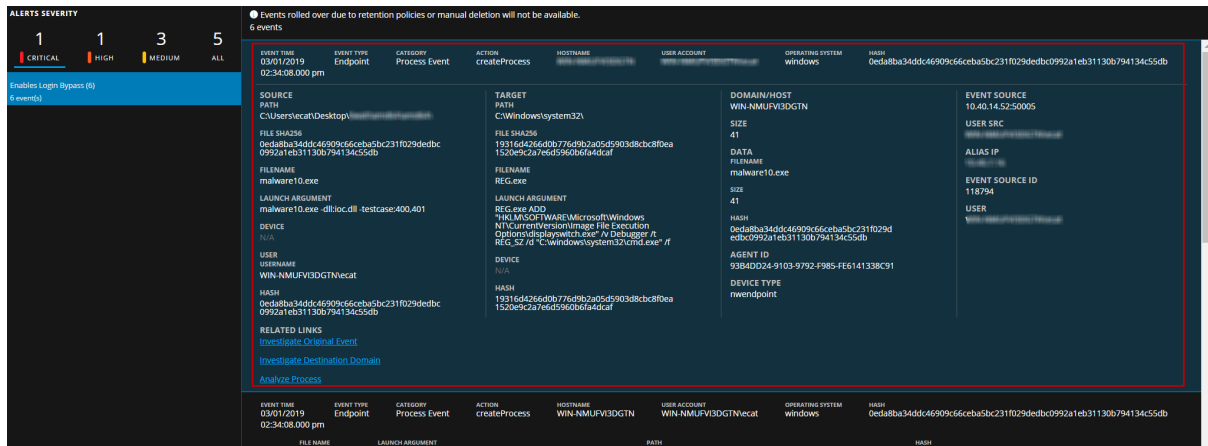 ALERTS SEVERITY
1 1 3 5
CRITICAL HIGH MEDIUM ALL
Enables Login Bypass (6)
6 event(s)
Events rolled over due to retention policies or manual deletion will not be available.
6 events
EVENT TIME EVENT TYPE CATEGORY ACTION HOSTNAME USER ACCOUNT OPERATING SYSTEM HASH
03/01/2019 Endpoint Process Event createProcess windows 0eda8ba34ddc46909c66ceba5bc231f029dedbc0992a1eb31130b794134c55db
02:34:08.000 pm
SOURCE
PATH
C:\Users\ecat\Desktop\
FILE SHA256
0eda8ba34ddc46909c66ceba5bc231f029dedbc
0992a1eb31130b794134c55db
FILENAME
malware10.exe
LAUNCH ARGUMENT
malware10.exe -dll:ioc.dll -testcase:400,401
DEVICE
N/A
USER
USERNAME
WIN-NMUFVI3DGTN\ecat
HASH
0eda8ba34ddc46909c66ceba5bc231f029dedbc
0992a1eb31130b794134c55db
RELATED LINKS
Investigate Original Event
Investigate Destination Domain
Analyze Process
TARGET
PATH
C:\Windows\system32\
FILE SHA256
19316d4266d0b776d9b2a05d5903d8cbc8f0ea
1520e9c2a7e6d5960b6fa4dcaf
FILENAME
REG.exe
LAUNCH ARGUMENT
REG.exe ADD
"HKLM\SOFTWARE\Microsoft\Windows
NT\CurrentVersion\Image File Execution
Options\displayswitch.exe" /v Debugger /t
REG_SZ /d "C:\windows\system32\cmd.exe" /f
DEVICE
N/A
HASH
19316d4266d0b776d9b2a05d5903d8cbc8f0ea
1520e9c2a7e6d5960b6fa4dcaf
DOMAIN/HOST
WIN-NMUFVI3DGTN
SIZE
41
DATA
FILENAME
malware10.exe
SIZE
41
HASH
0eda8ba34ddc46909c66ceba5bc231f029d
edbc0992a1eb31130b794134c55db
AGENT ID
93B4DD24-9103-9792-F985-FE6141338C91
DEVICE TYPE
nwendpoint
EVENT SOURCE
10.40.14.52:50005
USER SRC
ALIAS IP
EVENT SOURCE ID
118794
USER
EVENT TIME EVENT TYPE CATEGORY ACTION HOSTNAME USER ACCOUNT OPERATING SYSTEM HASH
03/01/2019 Endpoint Process Event createProcess WIN-NMUFVI3DGTN WIN-NMUFVI3DGTN\ecat windows 0eda8ba34ddc46909c66ceba5bc231f029dedbc0992a1eb31130b794134c55db
02:34:08.000 pm
FILE NAME LAUNCH ARGUMENT PATH HASH